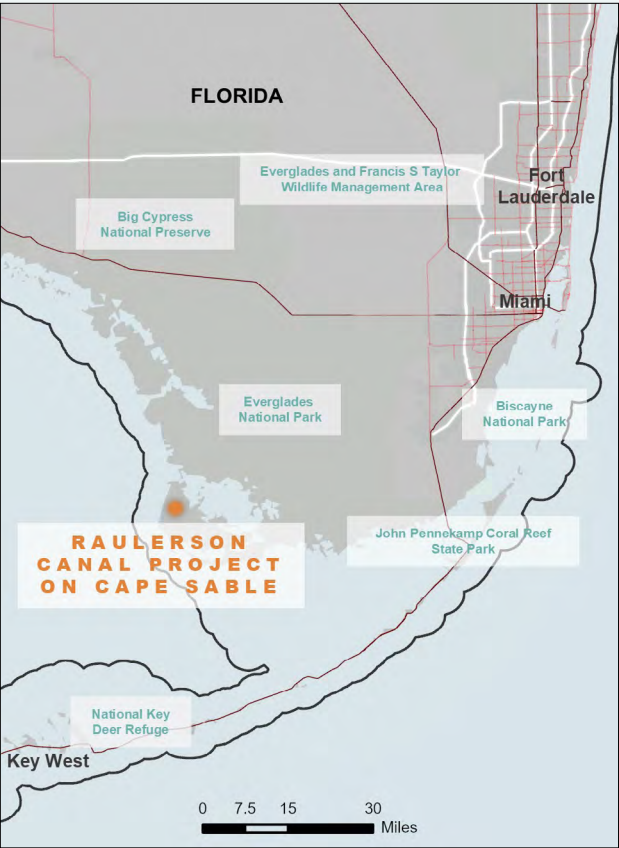 FLORIDA
Everglades and Francis S Taylor
Wildlife Management Area
Fort
Lauderdale
Big Cypress
National Preserve
Miami
Everglades
National Park
Biscayne
National Park
RAULERSON
CANAL PROJECT
ON CAPE SABLE
John Pennekamp Coral Reef
State Park
National Key
Deer Refuge
Key West
0 7.5 15 30
Miles